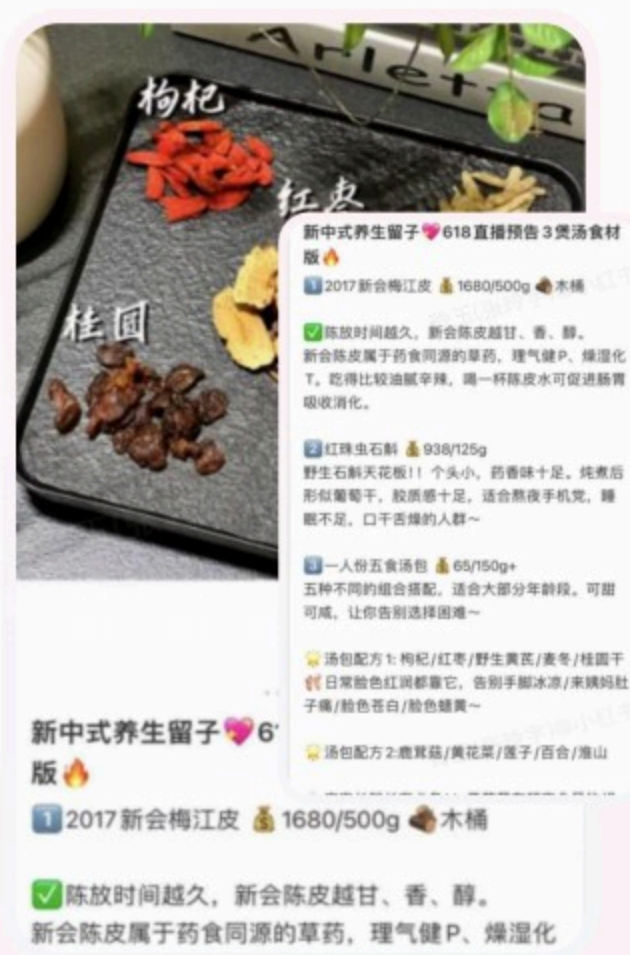 Arletta
枸杞
红枣
桂圆
新中式养生留子💖618直播预告3煲汤食材
版🔥
1️⃣2017新会梅江皮 💰1680/500g 🪵木桶
✅陈放时间越久，新会陈皮越甘、香、醇。
新会陈皮属于药食同源的草药，理气健P、燥湿化
T。吃得比较油腻辛辣，喝一杯陈皮水可促进肠胃
吸收消化。
2️⃣红珠虫石斛 💰938/125g
野生石斛天花板!！个头小，药香味十足。炖煮后
形似葡萄干，胶质感十足，适合熬夜手机党，睡
眠不足，口干舌燥的人群～
3️⃣一人份五食汤包 💰65/150g+
五种不同的组合搭配，适合大部分年龄段。可甜
可咸，让你告别选择困难～
🌟汤包配方1: 枸杞/红枣/野生黄芪/麦冬/桂圆干
👣日常脸色红润都靠它，告别手脚冰凉/来姨妈肚
子痛/脸色苍白/脸色蜡黄～
🌟汤包配方2:鹿茸菇/黄花菜/莲子/百合/淮山
新中式养生留子💖6
版🔥
1️⃣2017新会梅江皮 💰1680/500g 🪵木桶
✅陈放时间越久，新会陈皮越甘、香、醇。
新会陈皮属于药食同源的草药，理气健P、燥湿化